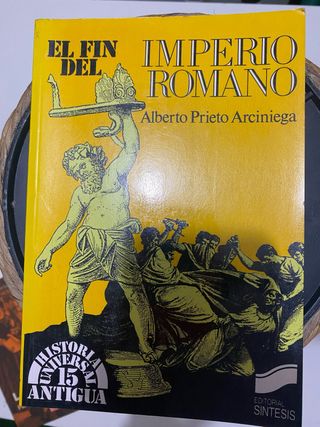 EL FIN
DEL
IMPERIO
ROMANO
Alberto Prieto Arciniega
HISTORIA
UNIVERSAL
15
ANTIGUA
EDITORIAL
SINTESIS